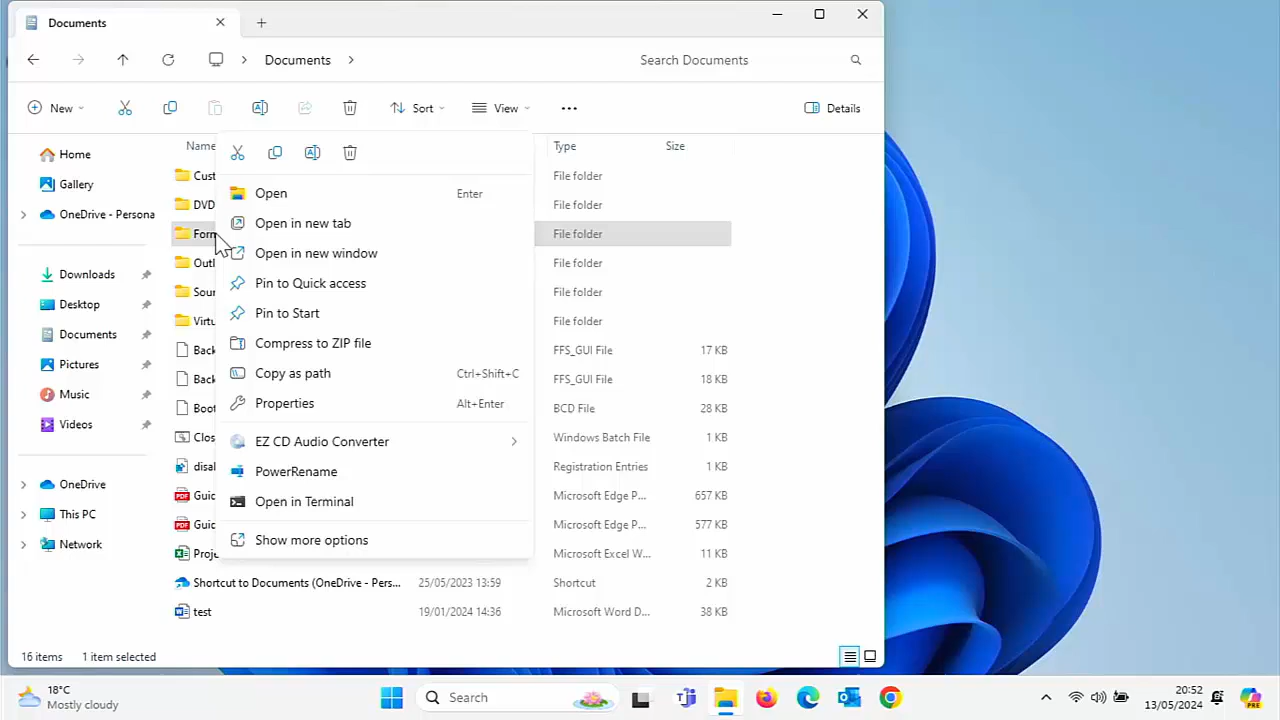 Documents
Documents
Search Documents
New
Sort
View
Details
Name
Type
Size
Home
Gallery
OneDrive - Persona
Downloads
Desktop
Documents
Pictures
Music
Videos
OneDrive
This PC
Network
Cust
File folder
DVD
File folder
Forn
File folder
Outl
File folder
Sour
File folder
Virtu
File folder
Back
FFS_GUI File
17 KB
Back
FFS_GUI File
18 KB
Boot
BCD File
28 KB
Clos
Windows Batch File
1 KB
disal
Registration Entries
1 KB
Guid
Microsoft Edge P...
657 KB
Guid
Microsoft Edge P...
577 KB
Proje
Microsoft Excel W...
11 KB
Shortcut to Documents (OneDrive - Pers...
25/05/2023 13:59
Shortcut
2 KB
test
19/01/2024 14:36
Microsoft Word D...
38 KB
Open
Enter
Open in new tab
Open in new window
Pin to Quick access
Pin to Start
Compress to ZIP file
Copy as path
Ctrl+Shift+C
Properties
Alt+Enter
EZ CD Audio Converter
PowerRename
Open in Terminal
Show more options
16 items
1 item selected
18°C
Mostly cloudy
Search
20:52
13/05/2024
PRE